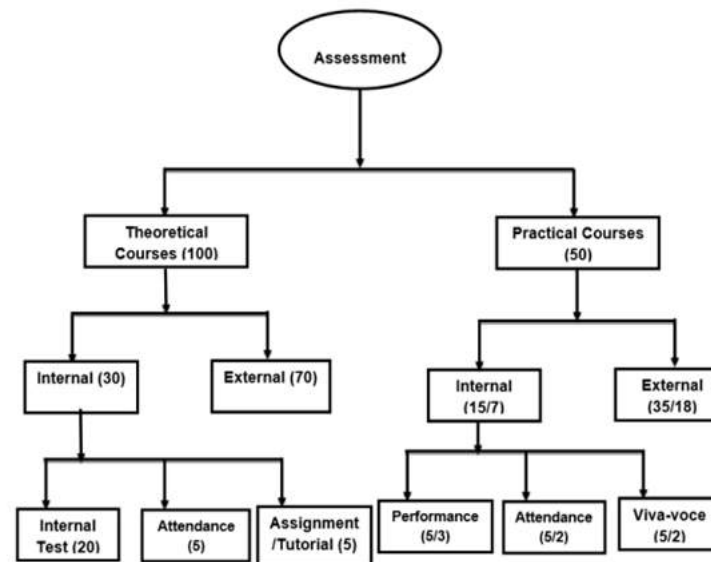 Assessment
Theoretical
Courses (100)
Practical Courses
(50)
Internal (30)
External (70)
Internal
(15/7)
External
(35/18)
Internal
Test (20)
Attendance
(5)
Assignment
/Tutorial (5)
Performance
(5/3)
Attendance
(5/2)
Viva-voce
(5/2)